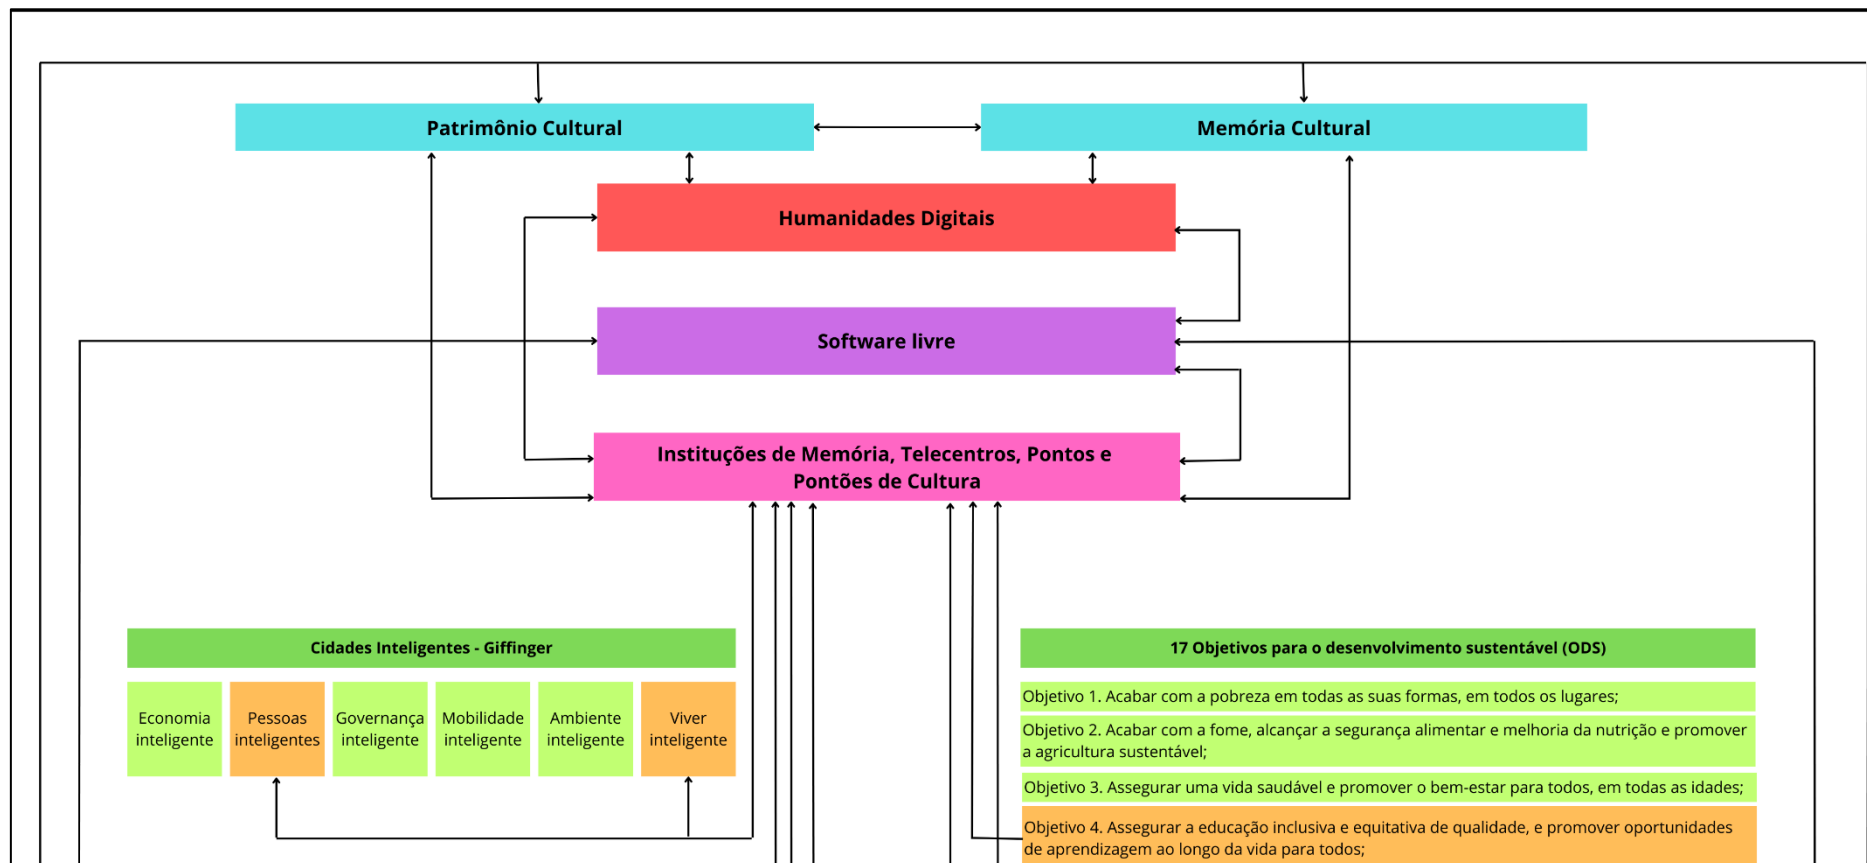 Patrimônio Cultural
Memória Cultural
Humanidades Digitais
Software livre
Instituções de Memória, Telecentros, Pontos e
Pontões de Cultura
Cidades Inteligentes - Giffinger
Economia
inteligente
Pessoas
inteligentes
Governança
inteligente
Mobilidade
inteligente
Ambiente
inteligente
Viver
inteligente
17 Objetivos para o desenvolvimento sustentável (ODS)
Objetivo 1. Acabar com a pobreza em todas as suas formas, em todos os lugares;
Objetivo 2. Acabar com a fome, alcançar a segurança alimentar e melhoria da nutrição e promover
a agricultura sustentável;
Objetivo 3. Assegurar uma vida saudável e promover o bem-estar para todos, em todas as idades;
Objetivo 4. Assegurar a educação inclusiva e equitativa de qualidade, e promover oportunidades
de aprendizagem ao longo da vida para todos;